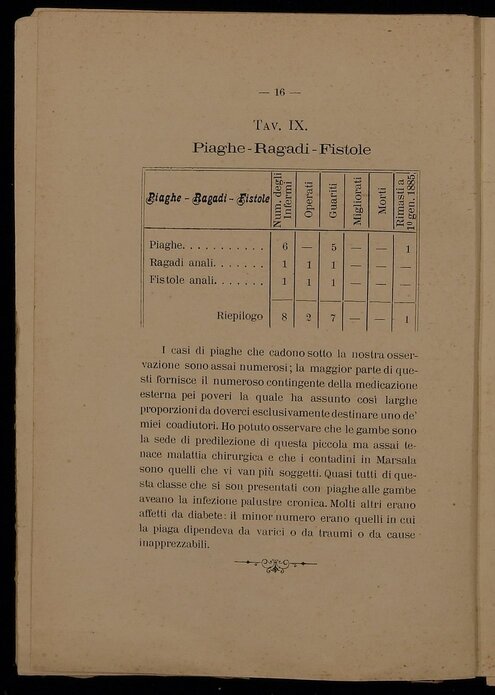 — 16 —
TAV. IX.
Piaghe - Ragadi - Fistole
Piaghe - Ragadi - Fistole | Num. degli Infermi | Operati | Guariti | Migliorati | Morti | Rimasti a 1º gen. 1885.
Piaghe. . . . . . . . . . . 6 — 5 — — 1
Ragadi anali. . . . . . . 1 1 1 — — —
Fistole anali. . . . . . . 1 1 1 — — —
Riepilogo 8 2 7 — — 1
I casi di piaghe che cadono sotto la nostra osser-
vazione sono assai numerosi; la maggior parte di que-
sti fornisce il numeroso contingente della medicazione
esterna pei poveri la quale ha assunto così larghe
proporzioni da doverci esclusivamente destinare uno de'
miei coadiutori. Ho potuto osservare che le gambe sono
la sede di predilezione di questa piccola ma assai te-
nace malattia chirurgica e che i contadini in Marsala
sono quelli che vi van più soggetti. Quasi tutti di que-
sta classe che si son presentati con piaghe alle gambe
aveano la infezione palustre cronica. Molti altri erano
affetti da diabete: il minor numero erano quelli in cui
la piaga dipendeva da varici o da traumi o da cause
inapprezzabili.